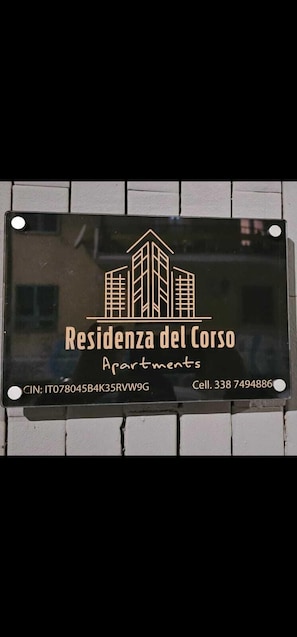 Residenza del Corso
Apartments
CIN: IT078045B4K35RVW9G
Cell. 338 7494886